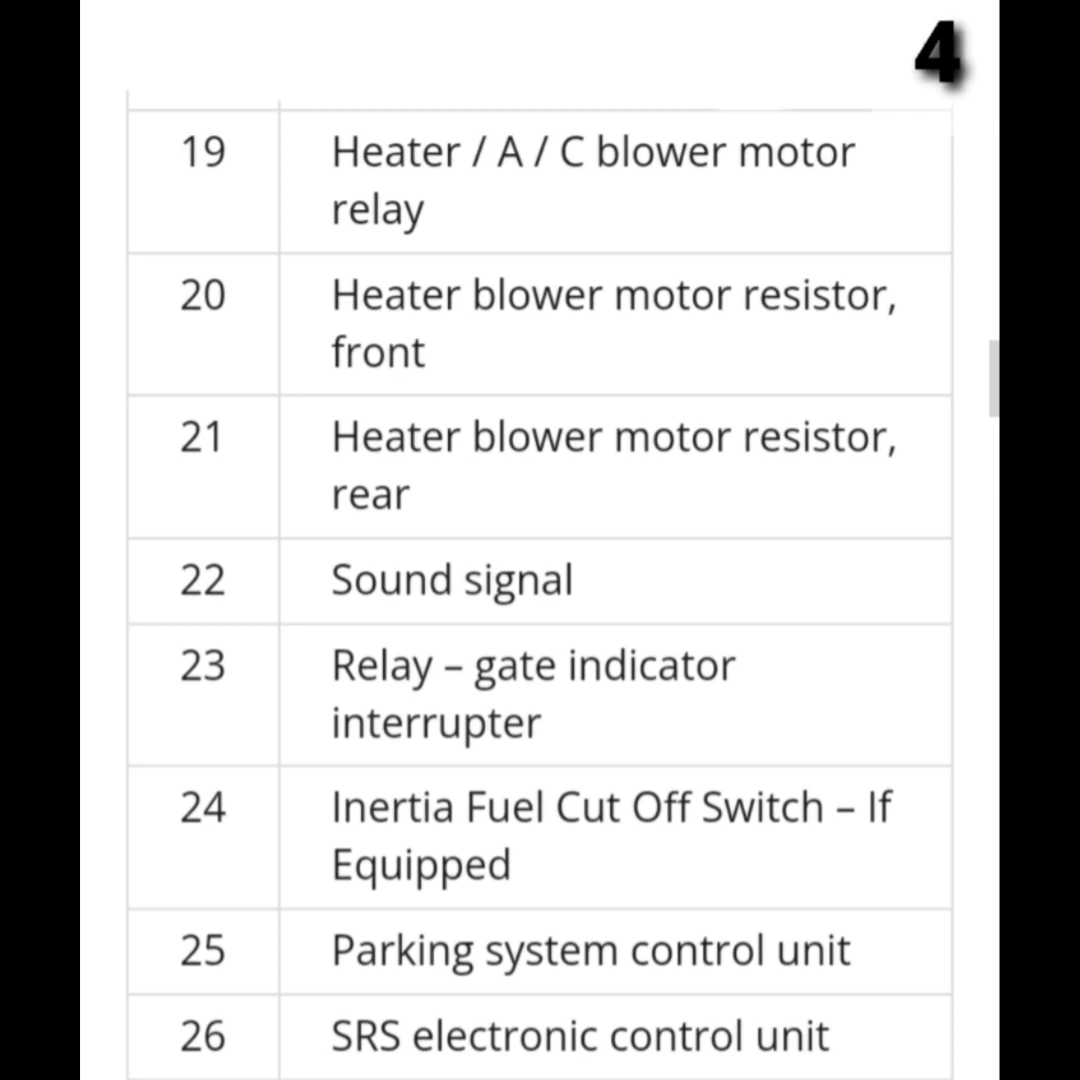 4
19 Heater / A / C blower motor
relay
20 Heater blower motor resistor,
front
21 Heater blower motor resistor,
rear
22 Sound signal
23 Relay – gate indicator
interrupter
24 Inertia Fuel Cut Off Switch – If
Equipped
25 Parking system control unit
26 SRS electronic control unit